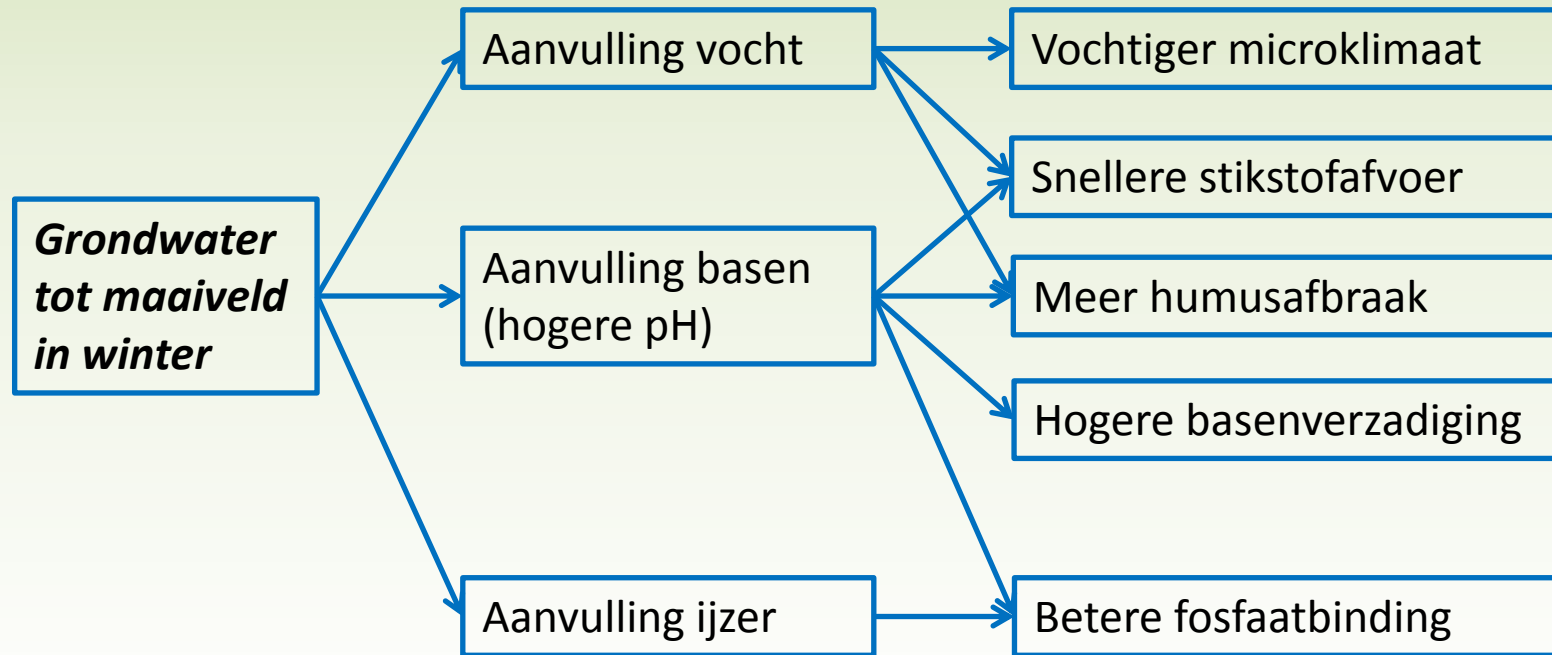 Grondwater
tot maaiveld
in winter
Aanvulling vocht
Aanvulling basen
(hogere pH)
Aanvulling ijzer
Vochtiger microklimaat
Snellere stikstofafvoer
Meer humusafbraak
Hogere basenverzadiging
Betere fosfaatbinding